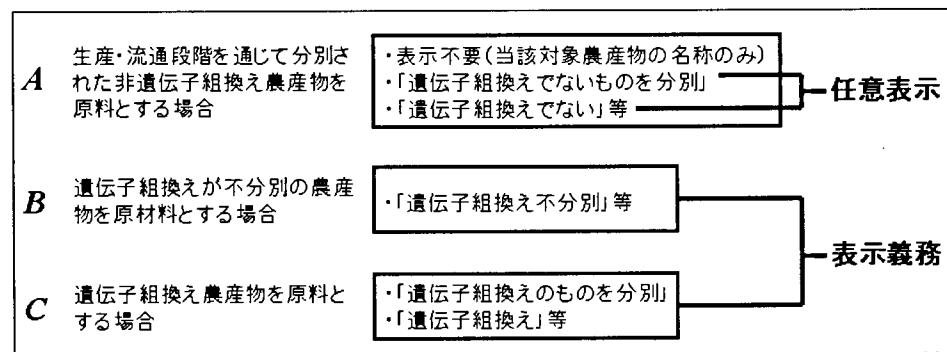 A
生産・流通段階を通じて分別され
た非遺伝子組換え農産物を
原料とする場合
・表示不要(当該対象農産物の名称のみ)
・「遺伝子組換えでないものを分別」
・「遺伝子組換えでない」等
任意表示
B
遺伝子組換えが不分別の農産
物を原材料とする場合
・「遺伝子組換え不分別」等
表示義務
C
遺伝子組換え農産物を原料と
する場合
・「遺伝子組換えのものを分別」
・「遺伝子組換え」等